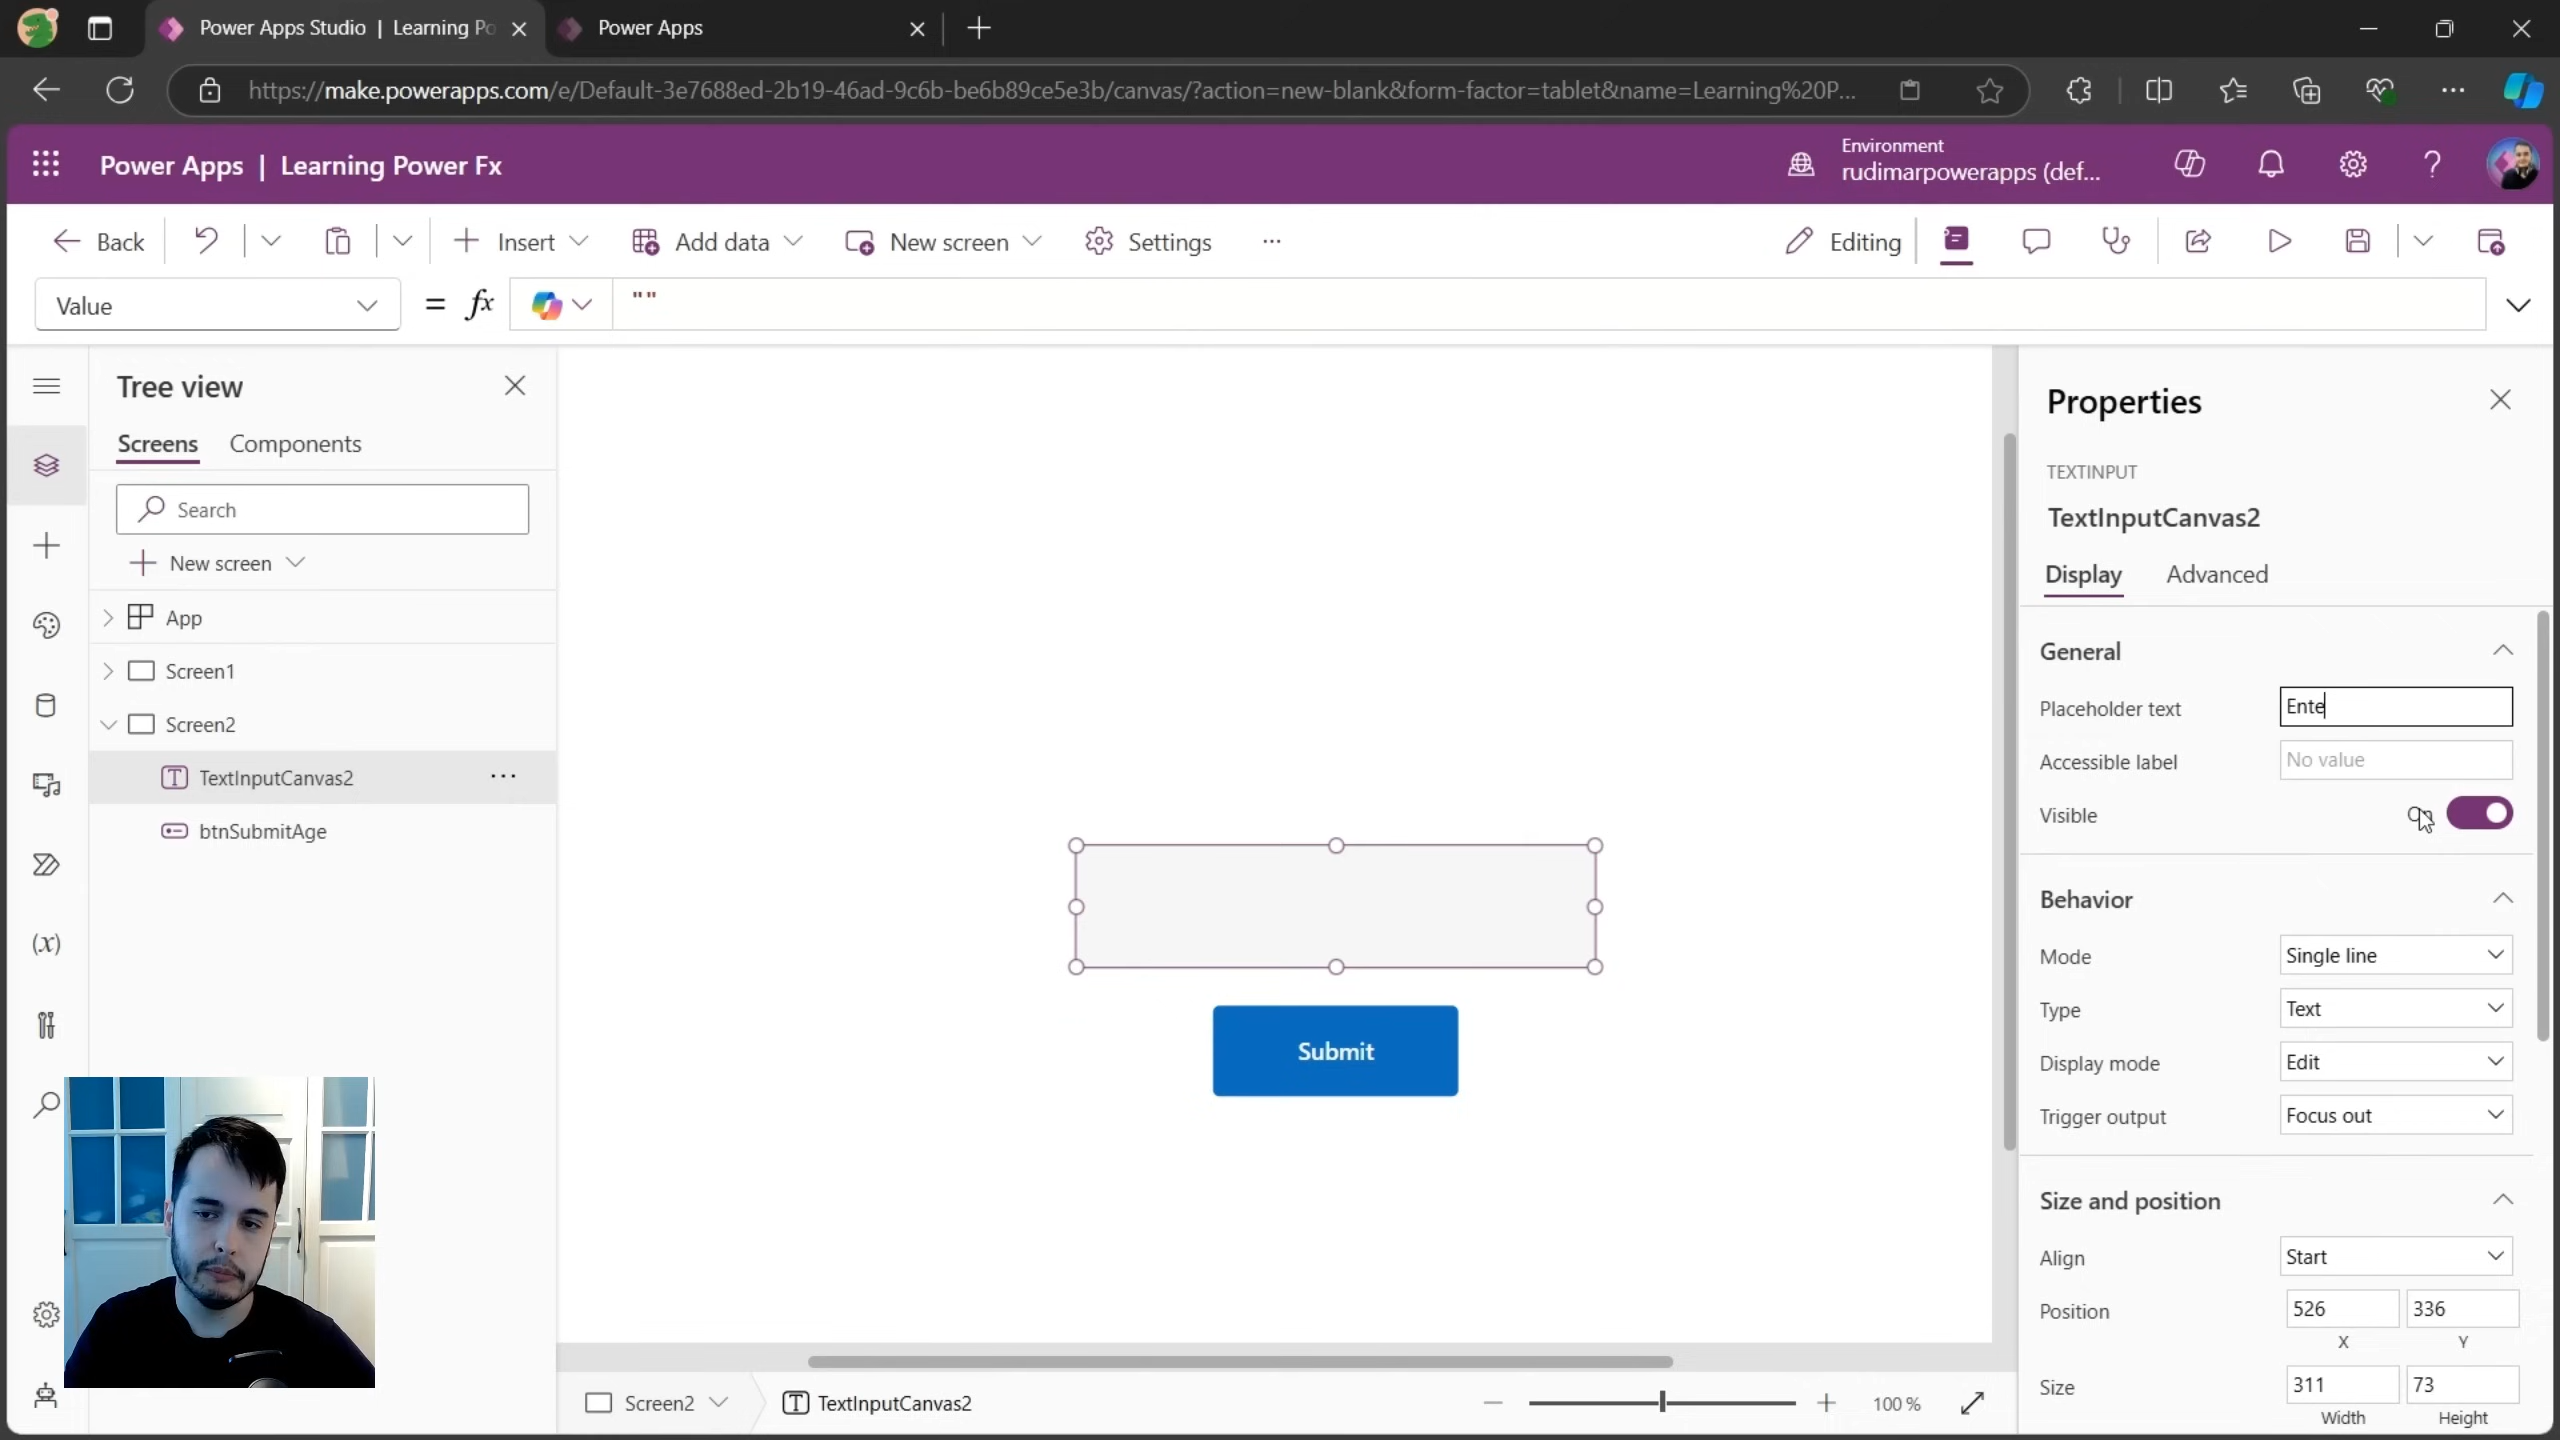 Power Apps Studio | Learning Po
Power Apps
https://make.powerapps.com/e/Default-3e7688ed-2b19-46ad-9c6b-be6b89ce5e3b/canvas/?action=new-blank&form-factor=tablet&name=Learning%20P...
Power Apps | Learning Power Fx
Environment
rudimarpowerapps (def...
Back
Insert
Add data
New screen
Settings
...
Editing
Value
= fx
""
Tree view
Screens
Components
Search
New screen
App
Screen1
Screen2
TextInputCanvas2
...
btnSubmitAge
Submit
Screen2
TextInputCanvas2
100 %
Properties
TEXTINPUT
TextInputCanvas2
Display
Advanced
General
Placeholder text
Ente
Accessible label
No value
Visible
On
Behavior
Mode
Single line
Type
Text
Display mode
Edit
Trigger output
Focus out
Size and position
Align
Start
Position
526
336
X
Y
Size
311
73
Width
Height